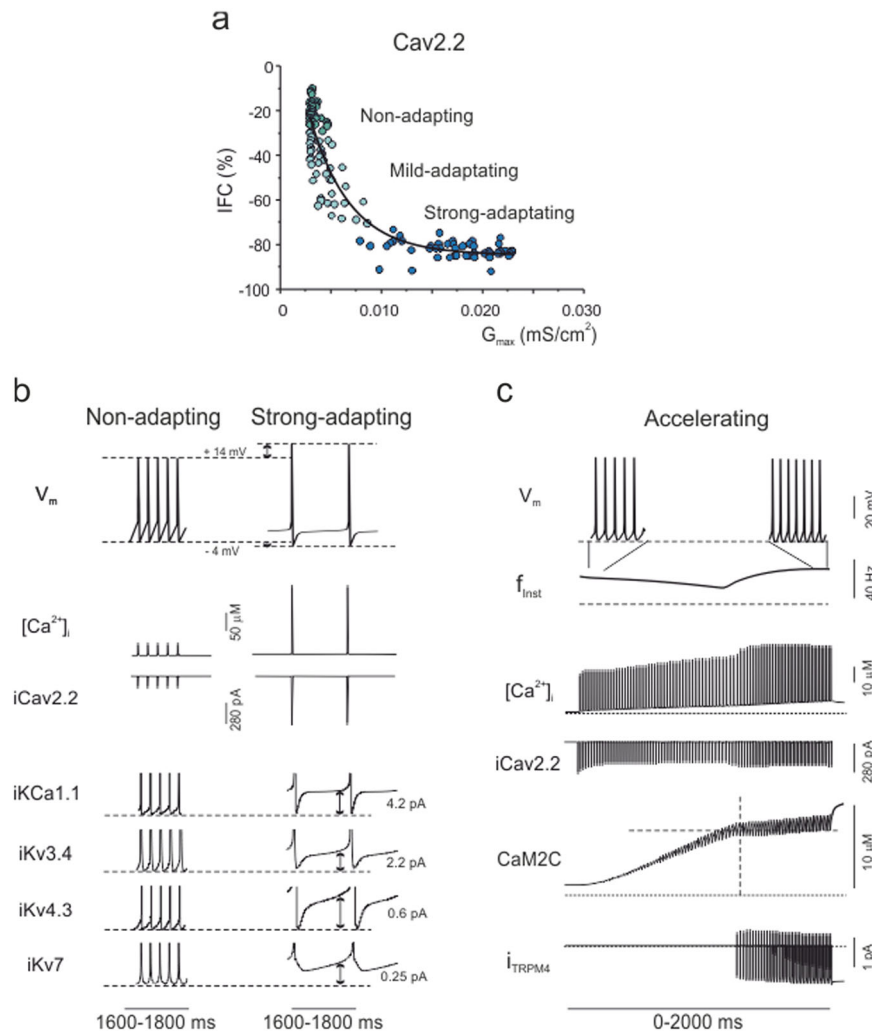 a
Cav2.2
0
-20
-40
-60
-80
-100
IFC (%)
Non-adapting
Mild-adaptating
Strong-adaptating
0 0.010 0.020 0.030
Gmax (mS/cm²)
b
Non-adapting Strong-adapting
+ 14 mV
Vm
- 4 mV
[Ca²⁺]i
50 µM
iCav2.2
280 pA
iKCa1.1
4.2 pA
iKv3.4
2.2 pA
iKv4.3
0.6 pA
iKv7
0.25 pA
1600-1800 ms 1600-1800 ms
c
Accelerating
Vm
20 mV
fInst
40 Hz
[Ca²⁺]i
10 µM
iCav2.2
280 pA
CaM2C
10 µM
iTRPM4
1 pA
0-2000 ms